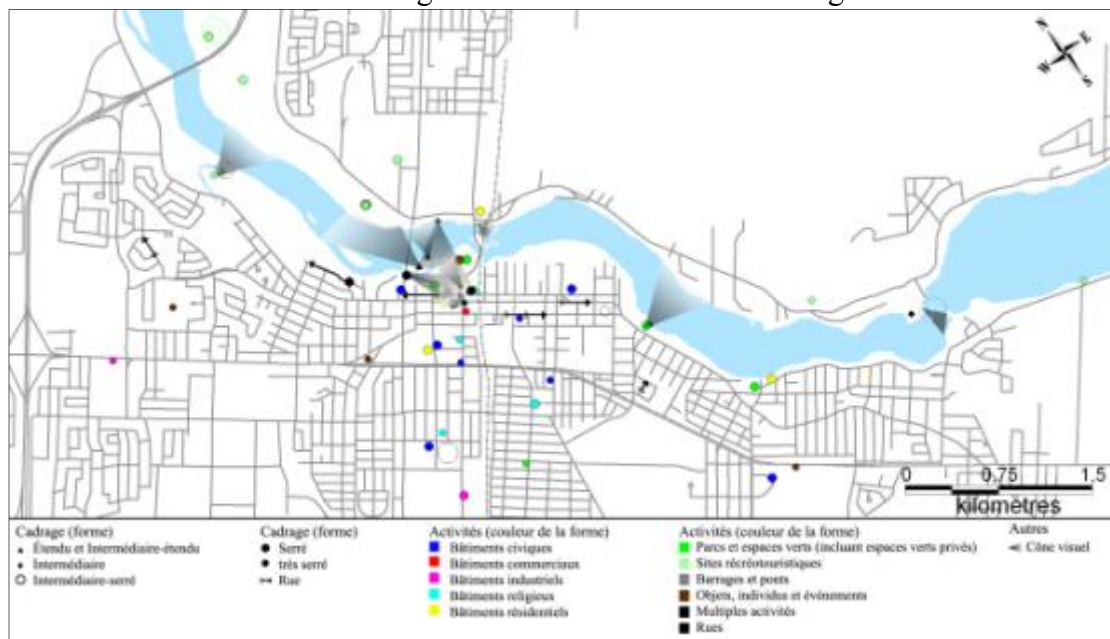 0 0.75 1.5
kilomètres
Cadrage (forme)
Étendu et Intermédiaire-étendu
Intermédiaire
Intermédiaire-serré
Cadrage (forme)
Serré
très serré
Rue
Activités (couleur de la forme)
Bâtiments civiques
Bâtiments commerciaux
Bâtiments industriels
Bâtiments religieux
Bâtiments résidentiels
Activités (couleur de la forme)
Parcs et espaces verts (incluant espaces verts privés)
Sites récréotouristiques
Barrages et ponts
Objets, individus et événements
Multiples activités
Rues
Autres
Cône visuel